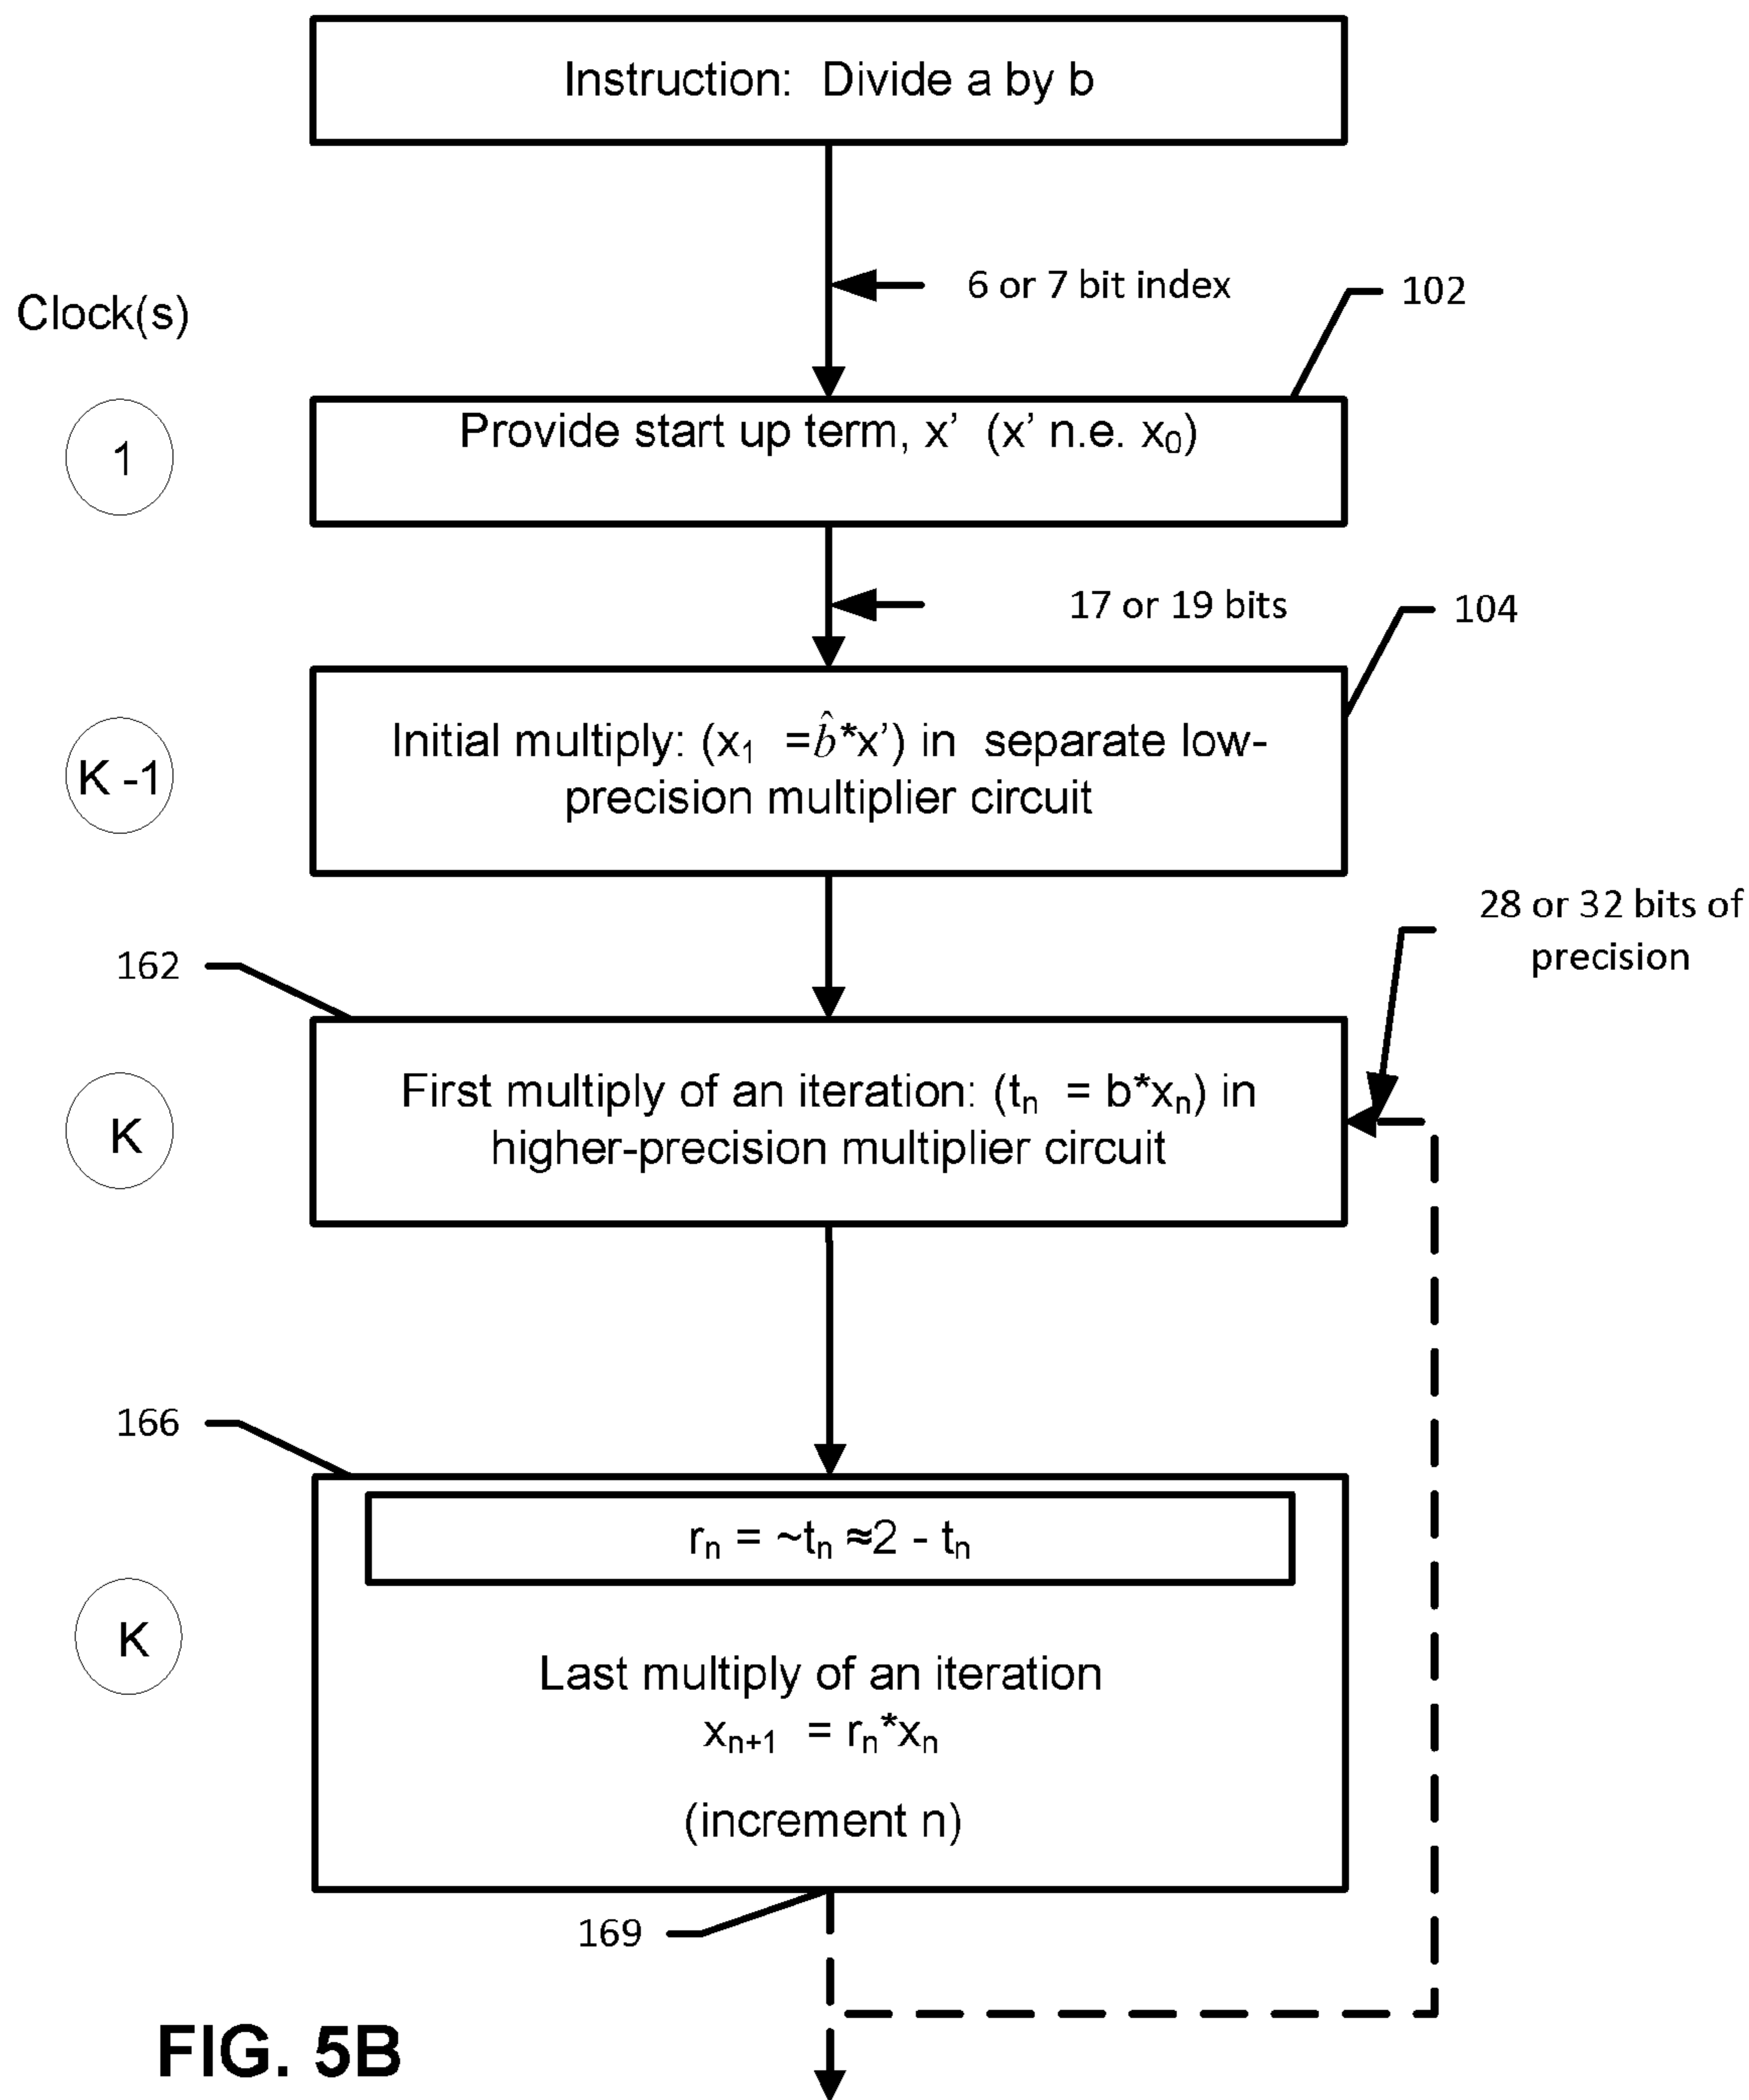 Instruction: Divide a by b
6 or 7 bit index
102
Clock(s)
1
Provide start up term, x’ (x’ n.e. x₀)
17 or 19 bits
104
K -1
Initial multiply: (x₁ =b̂*x’) in separate low-
precision multiplier circuit
28 or 32 bits of
precision
162
K
First multiply of an iteration: (tₙ = b*xₙ) in
higher-precision multiplier circuit
166
rₙ = ~tₙ ≈2 - tₙ
K
Last multiply of an iteration
xₙ₊₁ = rₙ*xₙ
(increment n)
169
FIG. 5B